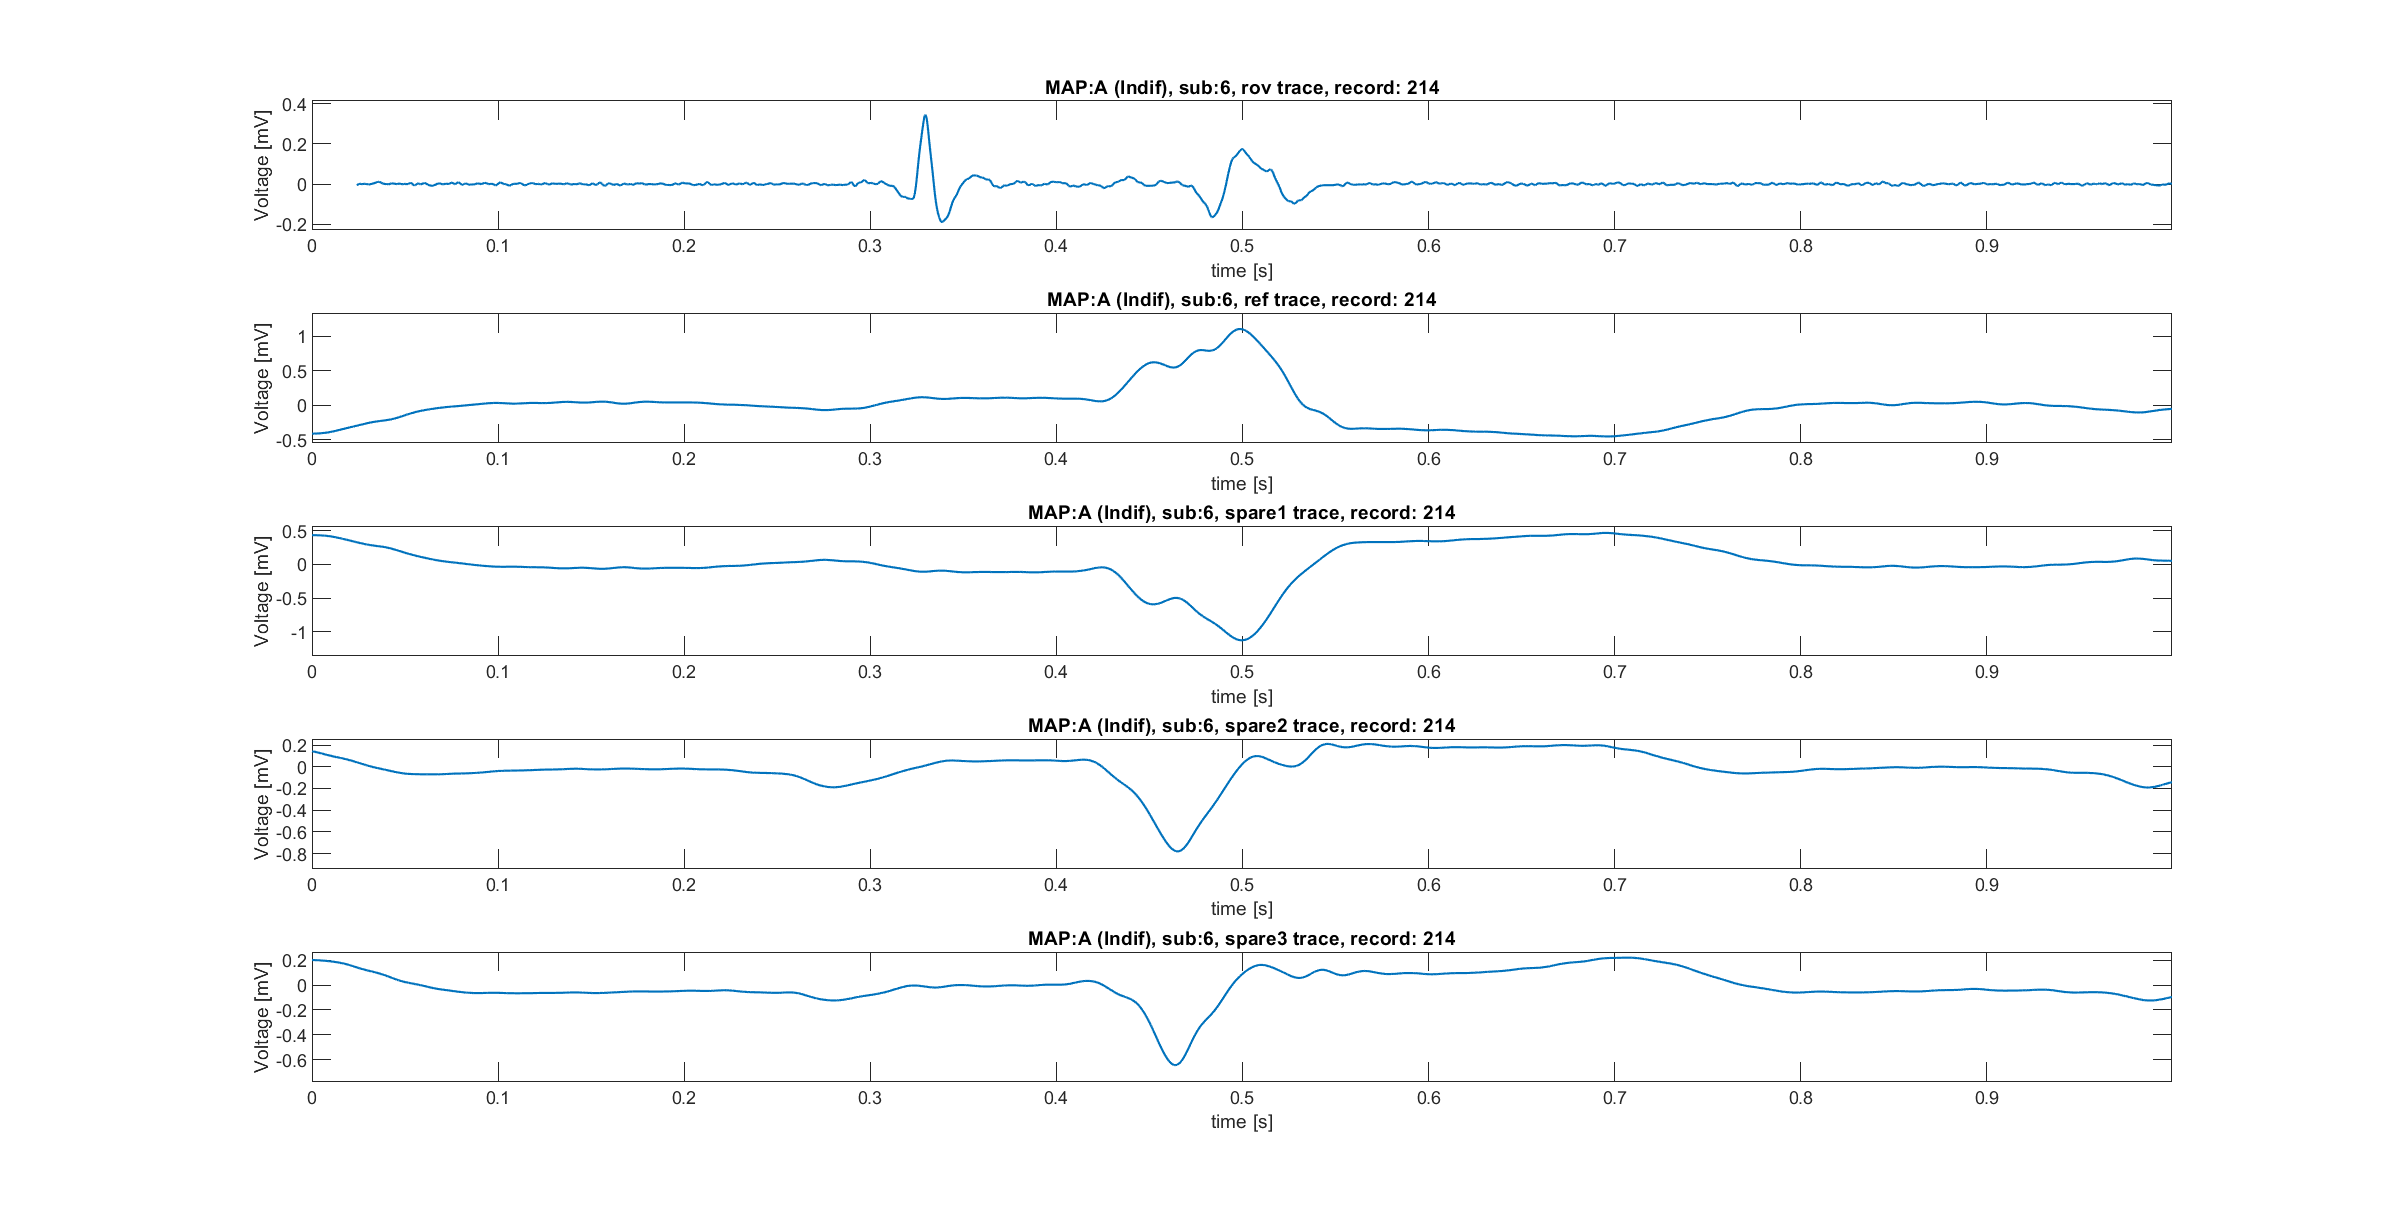 MAP:A (Indif), sub:6, rov trace, record: 214
Voltage [mV]
0.4
0.2
0
-0.2
0 0.1 0.2 0.3 0.4 0.5 0.6 0.7 0.8 0.9
time [s]
MAP:A (Indif), sub:6, ref trace, record: 214
Voltage [mV]
1
0.5
0
-0.5
0 0.1 0.2 0.3 0.4 0.5 0.6 0.7 0.8 0.9
time [s]
MAP:A (Indif), sub:6, spare1 trace, record: 214
Voltage [mV]
0.5
0
-0.5
-1
0 0.1 0.2 0.3 0.4 0.5 0.6 0.7 0.8 0.9
time [s]
MAP:A (Indif), sub:6, spare2 trace, record: 214
Voltage [mV]
0.2
0
-0.2
-0.4
-0.6
-0.8
0 0.1 0.2 0.3 0.4 0.5 0.6 0.7 0.8 0.9
time [s]
MAP:A (Indif), sub:6, spare3 trace, record: 214
Voltage [mV]
0.2
0
-0.2
-0.4
-0.6
0 0.1 0.2 0.3 0.4 0.5 0.6 0.7 0.8 0.9
time [s]